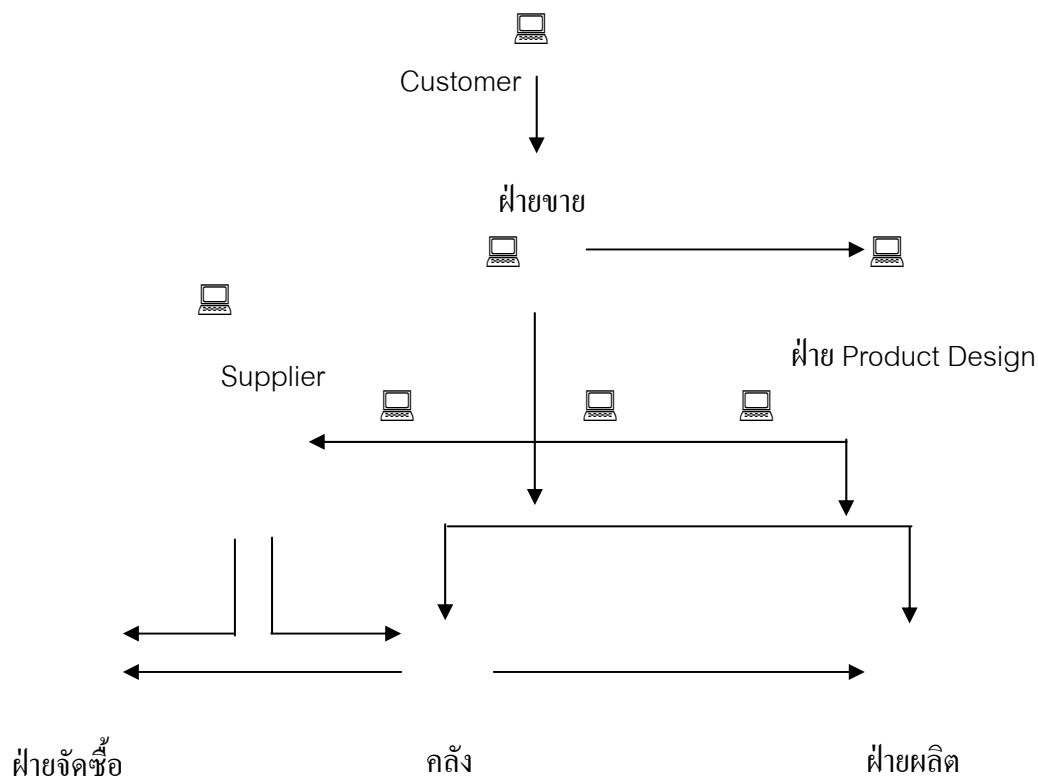 Customer
ฝ่ายขาย
ฝ่าย Product Design
Supplier
ฝ่ายจัดซื้อ
คลัง
ฝ่ายผลิต